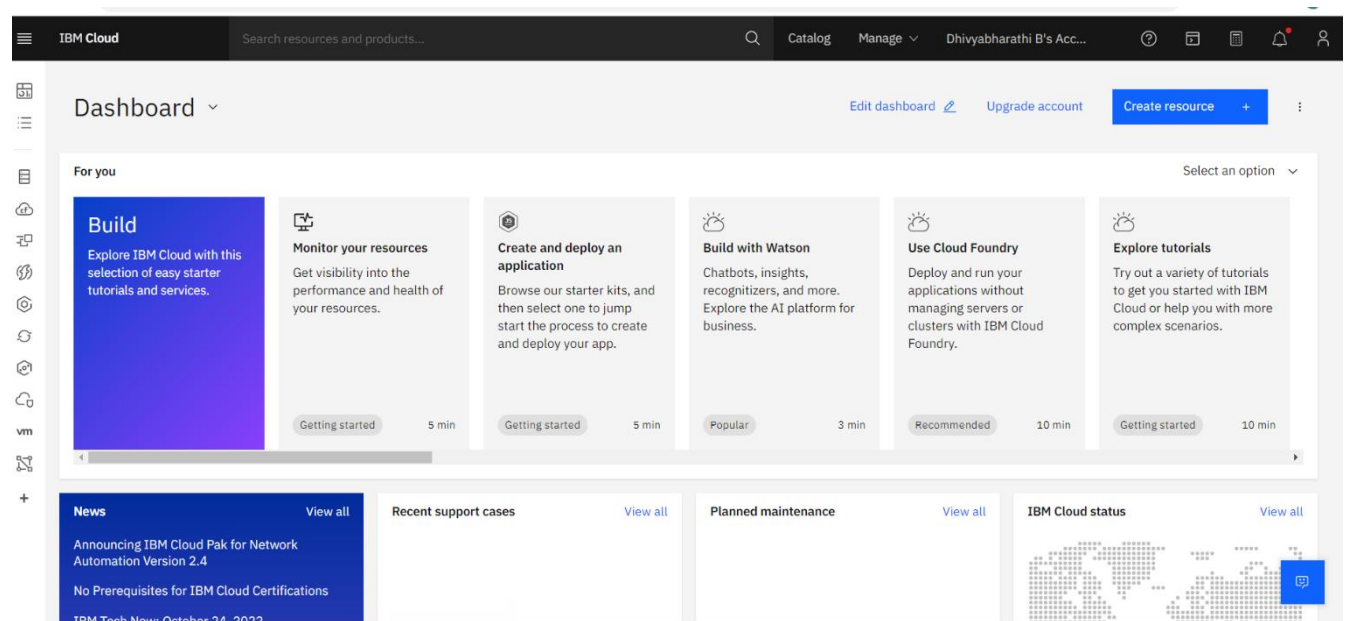 IBM Cloud
Search resources and products...
Catalog
Manage
Dhivyabharathi B's Acc...
Dashboard
Edit dashboard
Upgrade account
Create resource +
For you
Select an option
Build
Explore IBM Cloud with this
selection of easy starter
tutorials and services.
Monitor your resources
Get visibility into the
performance and health of
your resources.
Getting started 5 min
Create and deploy an
application
Browse our starter kits, and
then select one to jump
start the process to create
and deploy your app.
Getting started 5 min
Build with Watson
Chatbots, insights,
recognitizers, and more.
Explore the AI platform for
business.
Popular 3 min
Use Cloud Foundry
Deploy and run your
applications without
managing servers or
clusters with IBM Cloud
Foundry.
Recommended 10 min
Explore tutorials
Try out a variety of tutorials
to get you started with IBM
Cloud or help you with more
complex scenarios.
Getting started 10 min
vm
News View all
Announcing IBM Cloud Pak for Network
Automation Version 2.4
No Prerequisites for IBM Cloud Certifications
IBM Tech Now: October 24, 2022
Recent support cases View all
Planned maintenance View all
IBM Cloud status View all